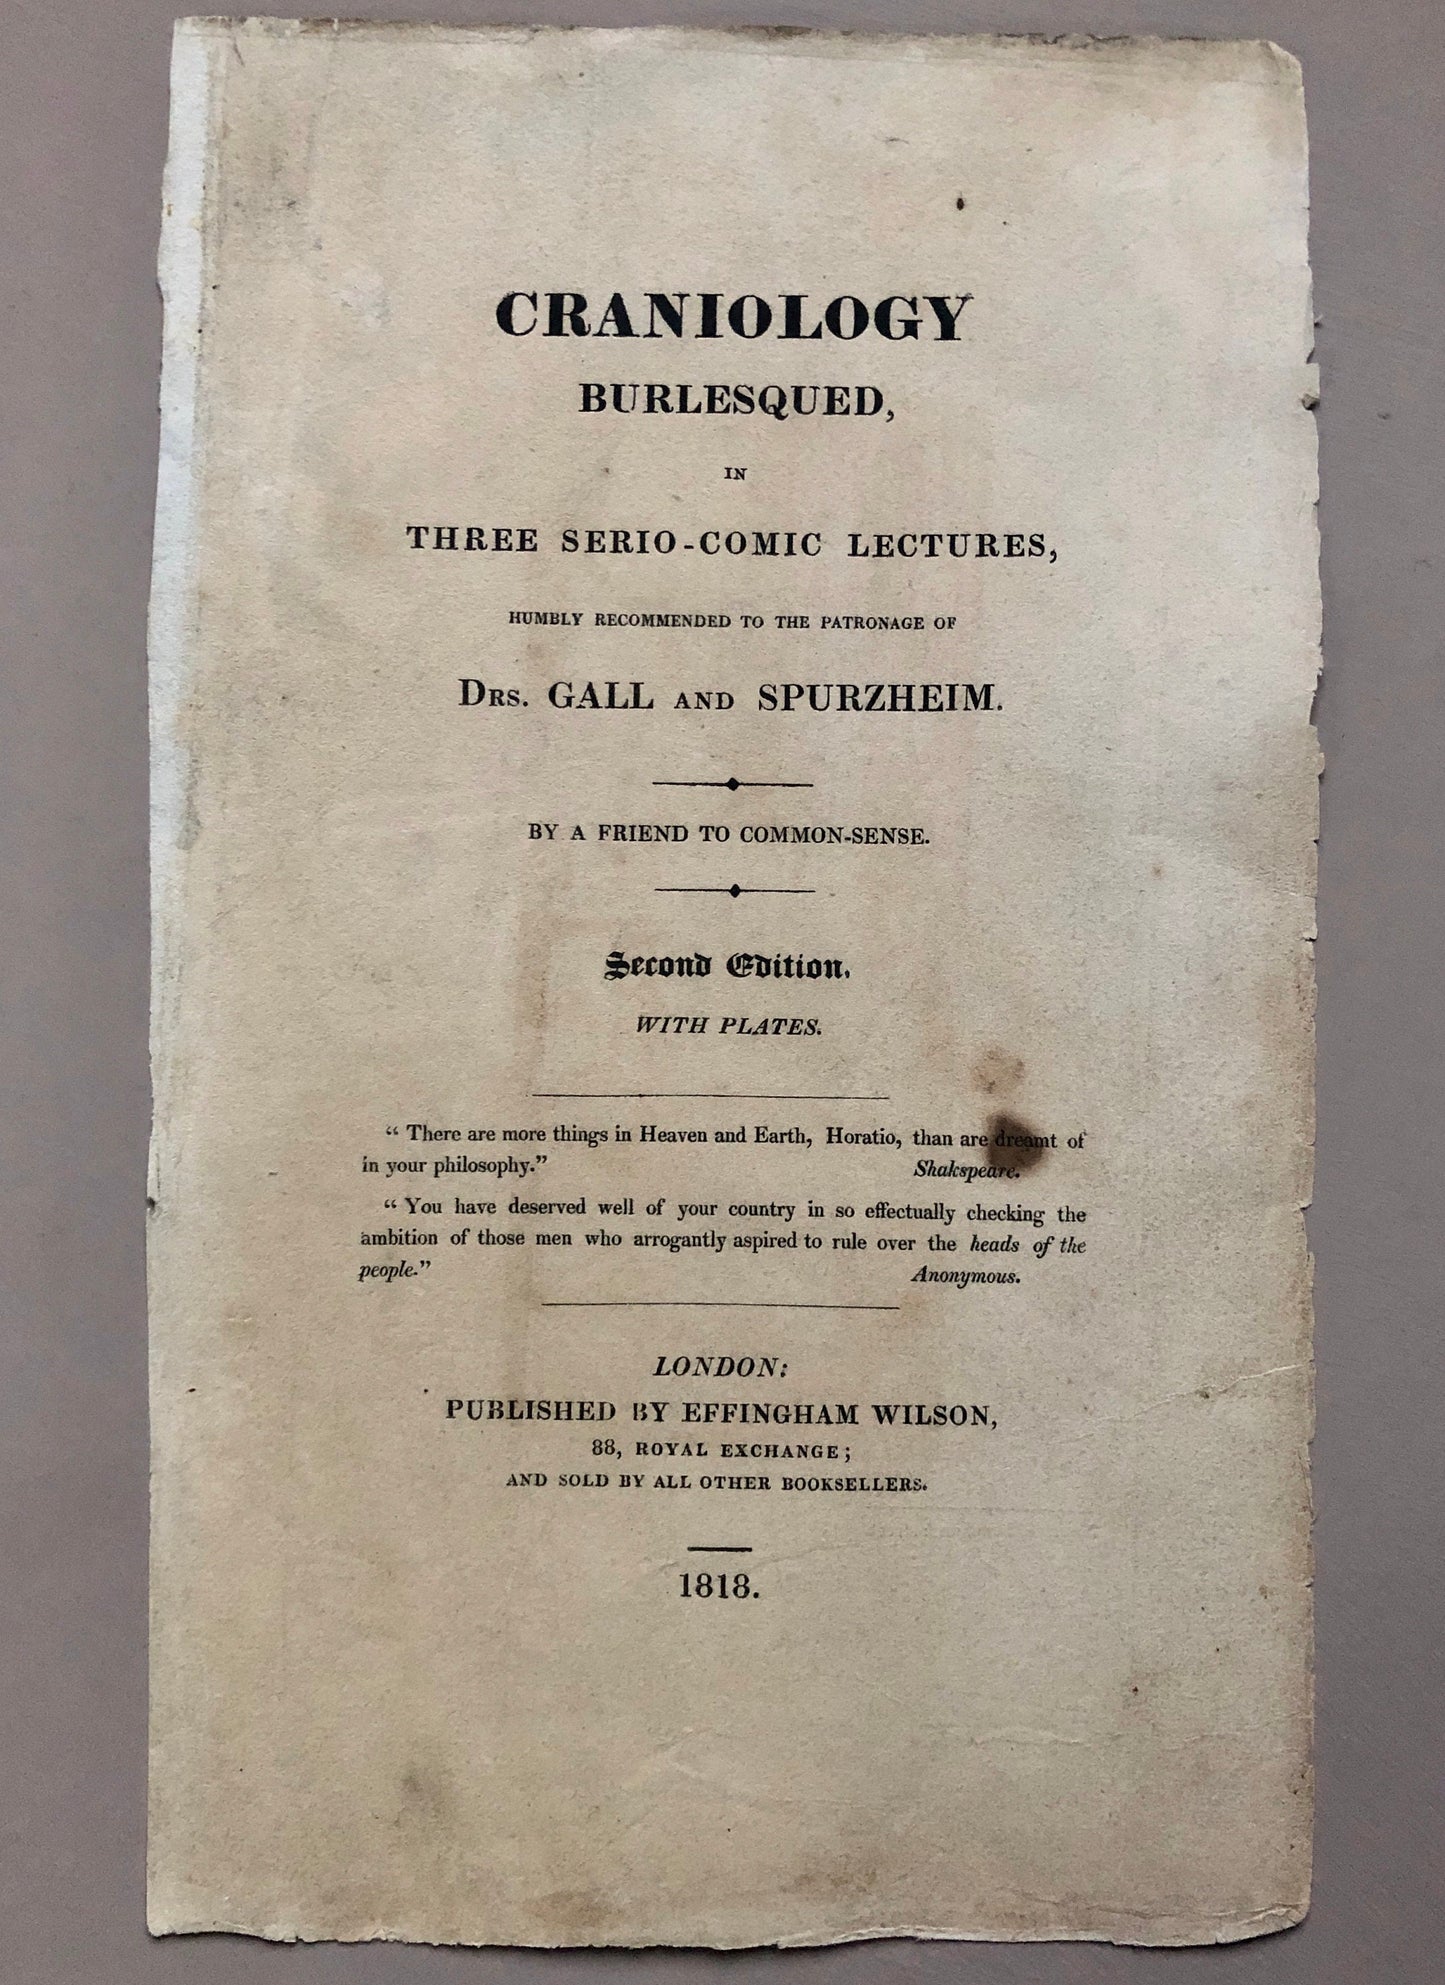 CRANIOLOGY
BURLESQUED,
IN
THREE SERIO-COMIC LECTURES,
HUMBLY RECOMMENDED TO THE PATRONAGE OF
DRS. GALL AND SPURZHEIM.
BY A FRIEND TO COMMON-SENSE.
Second Edition.
WITH PLATES.
“ There are more things in Heaven and Earth, Horatio, than are dreamt of
in your philosophy.” Shakspeare.
“ You have deserved well of your country in so effectually checking the
ambition of those men who arrogantly aspired to rule over the heads of the
people.” Anonymous.
LONDON:
PUBLISHED BY EFFINGHAM WILSON,
88, ROYAL EXCHANGE;
AND SOLD BY ALL OTHER BOOKSELLERS.
1818.